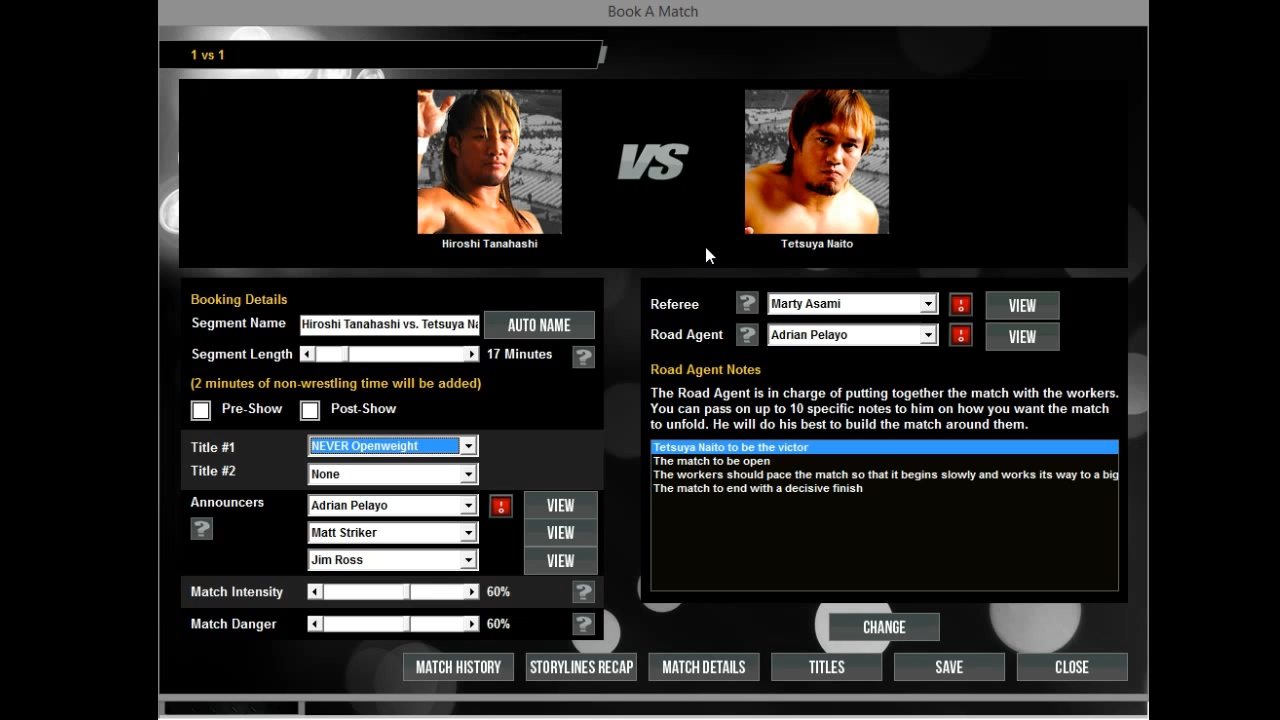 Book A Match
1 vs 1
VS
Hiroshi Tanahashi
Tetsuya Naito
Booking Details
Segment Name
Hiroshi Tanahashi vs. Tetsuya Na
AUTO NAME
Segment Length
17 Minutes
?
(2 minutes of non-wrestling time will be added)
Pre-Show
Post-Show
Title #1
NEVER Openweight
Title #2
None
Announcers
?
Adrian Pelayo
VIEW
Matt Striker
VIEW
Jim Ross
VIEW
Match Intensity
60%
?
Match Danger
60%
?
Referee
?
Marty Asami
VIEW
Road Agent
?
Adrian Pelayo
VIEW
Road Agent Notes
The Road Agent is in charge of putting together the match with the workers.
You can pass on up to 10 specific notes to him on how you want the match
to unfold. He will do his best to build the match around them.
Tetsuya Naito to be the victor
The match to be open
The workers should pace the match so that it begins slowly and works its way to a big
The match to end with a decisive finish
CHANGE
MATCH HISTORY
STORYLINES RECAP
MATCH DETAILS
TITLES
SAVE
CLOSE